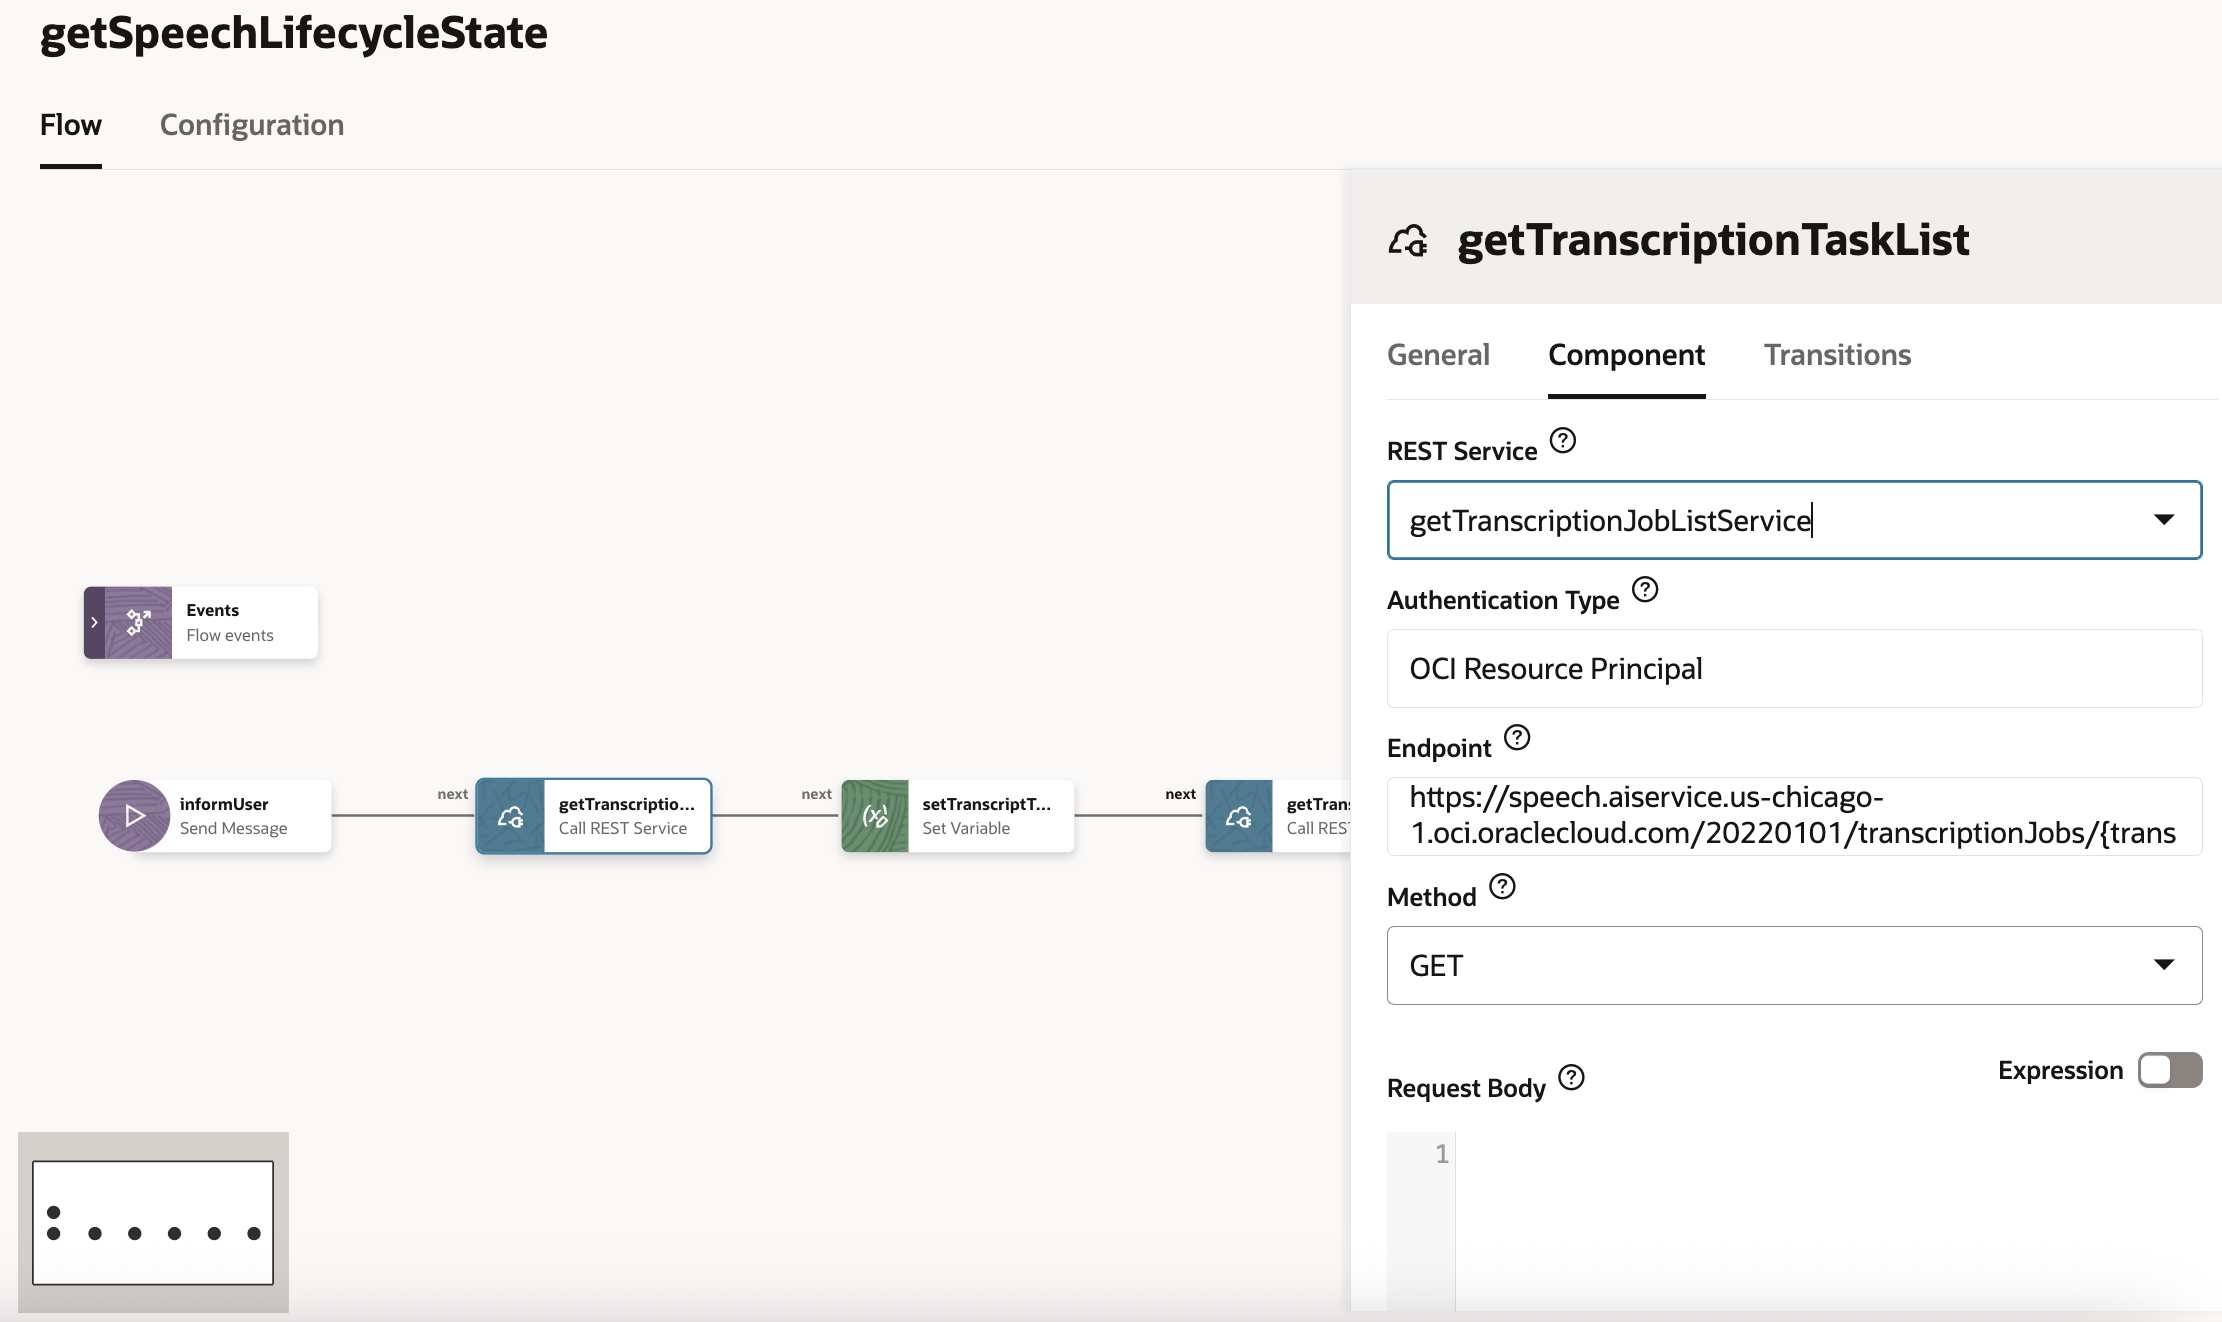 getSpeechLifecycleState
Flow
Configuration
getTranscriptionTaskList
General
Component
Transitions
REST Service
getTranscriptionJobListService
Authentication Type
OCI Resource Principal
Endpoint
https://speech.aiservice.us-chicago-
1.oci.oraclecloud.com/20220101/transcriptionJobs/{trans
Method
GET
Request Body
Expression
1
Events
Flow events
informUser
Send Message
next
getTranscriptio...
Call REST Service
next
setTranscriptT...
Set Variable
next
getTrans
Call REST